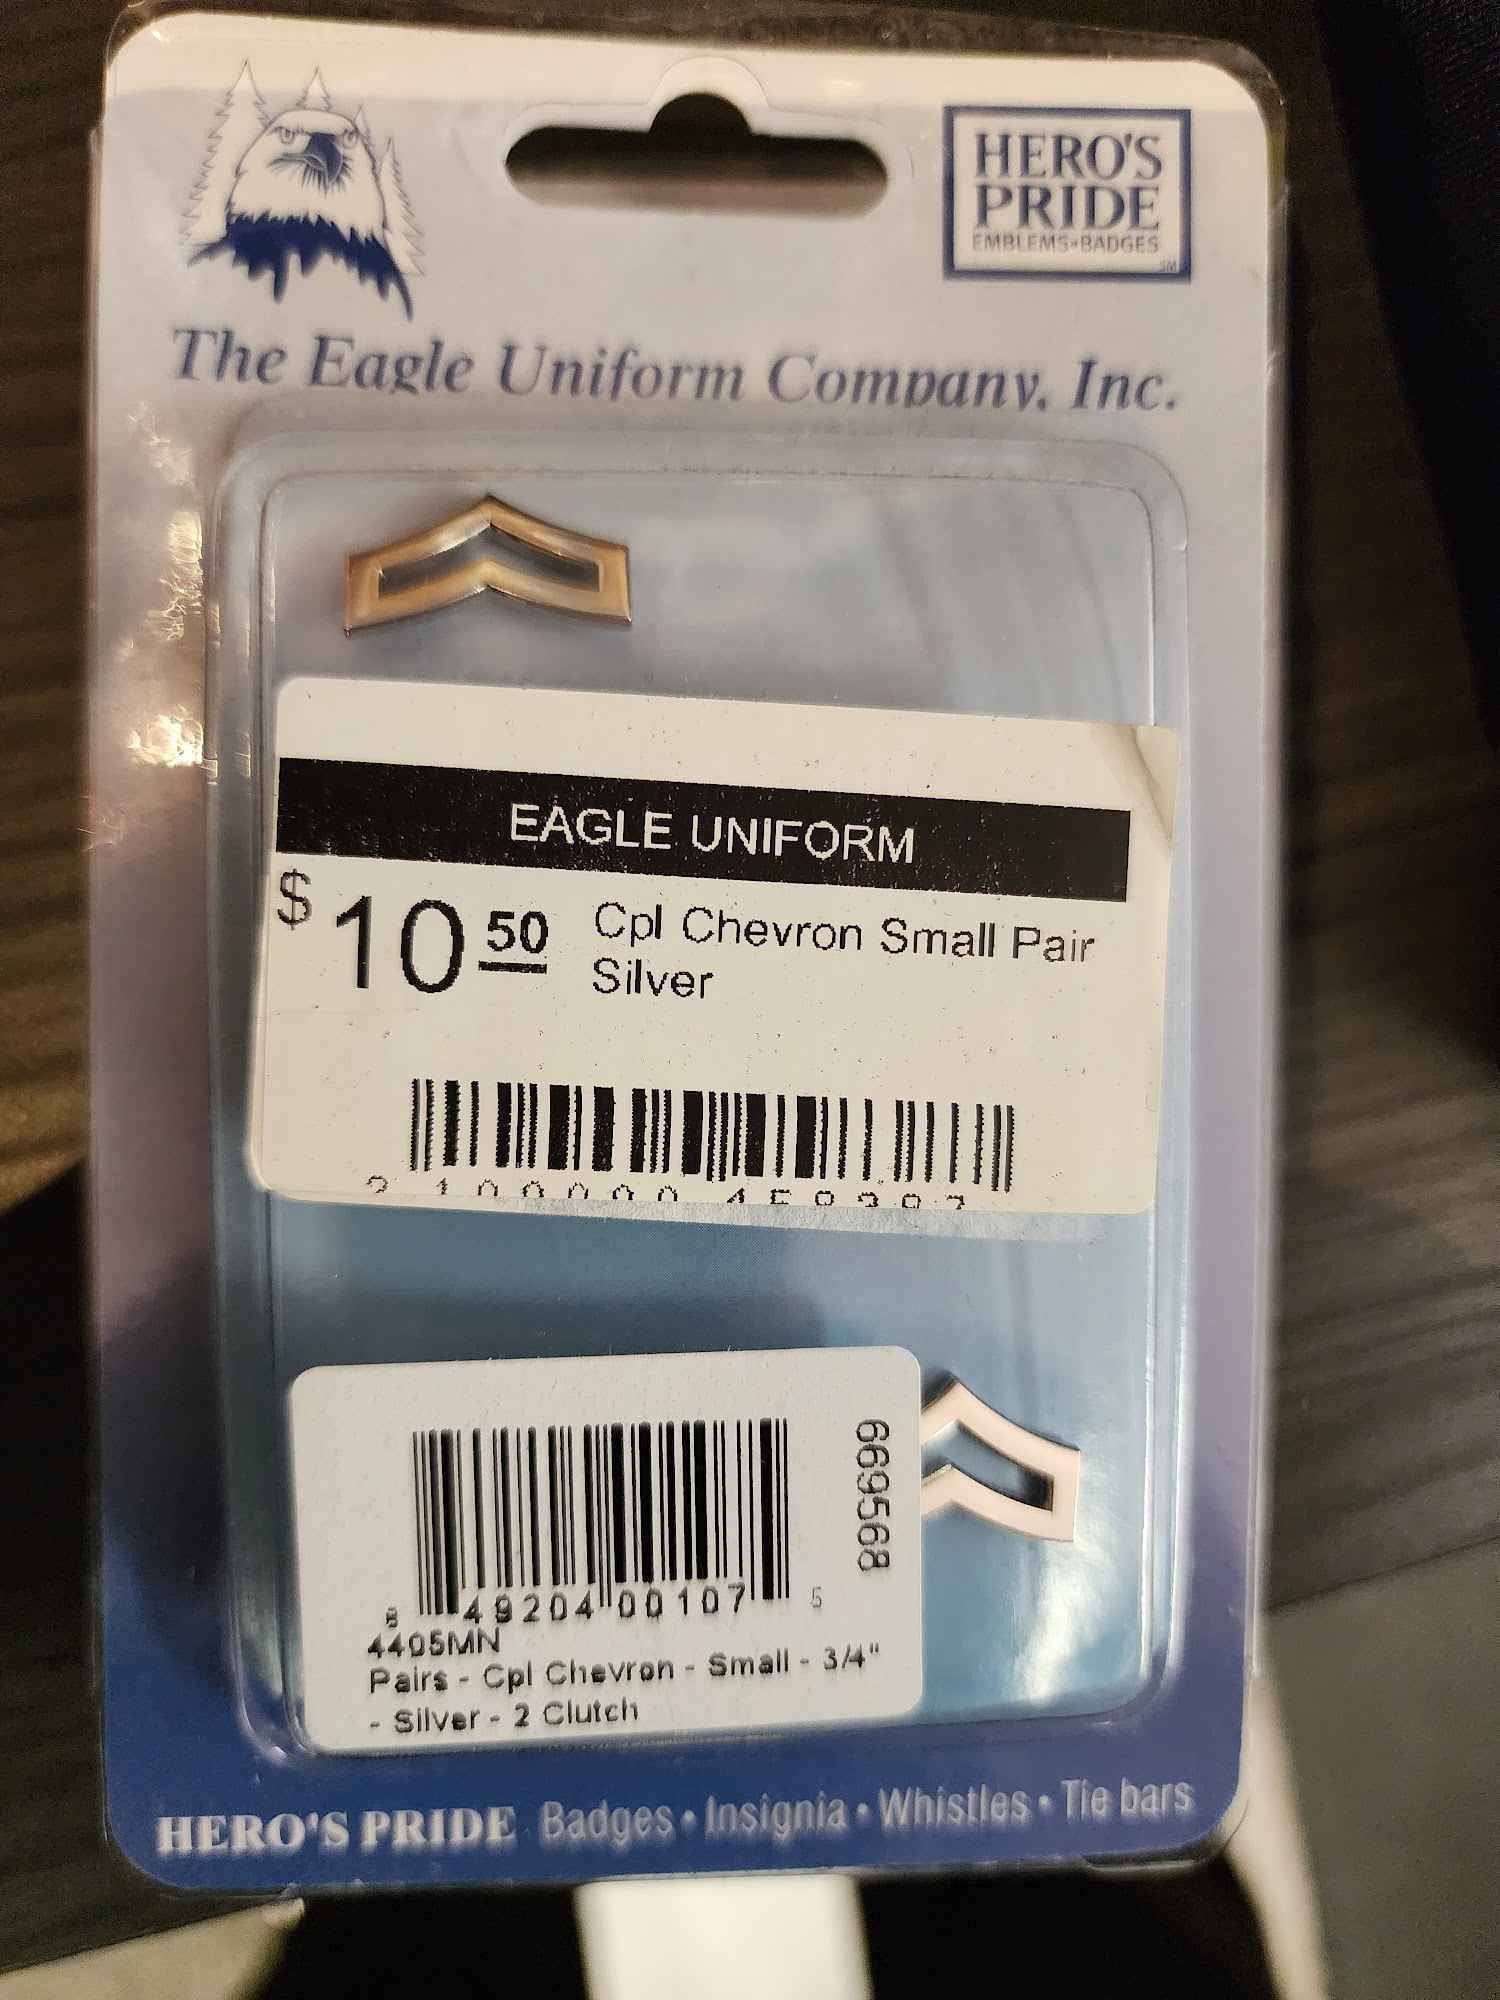 HERO'S
PRIDE
EMBLEMS•BADGES
SM
The Eagle Uniform Company, Inc.
EAGLE UNIFORM
$10.50 Cpl Chevron Small Pair
Silver
669568
8 49204 00107 5
4405MN
Pairs - Cpl Chevron - Small - 3/4"
- Silver - 2 Clutch
HERO'S PRIDE Badges • Insignia • Whistles • Tie bars